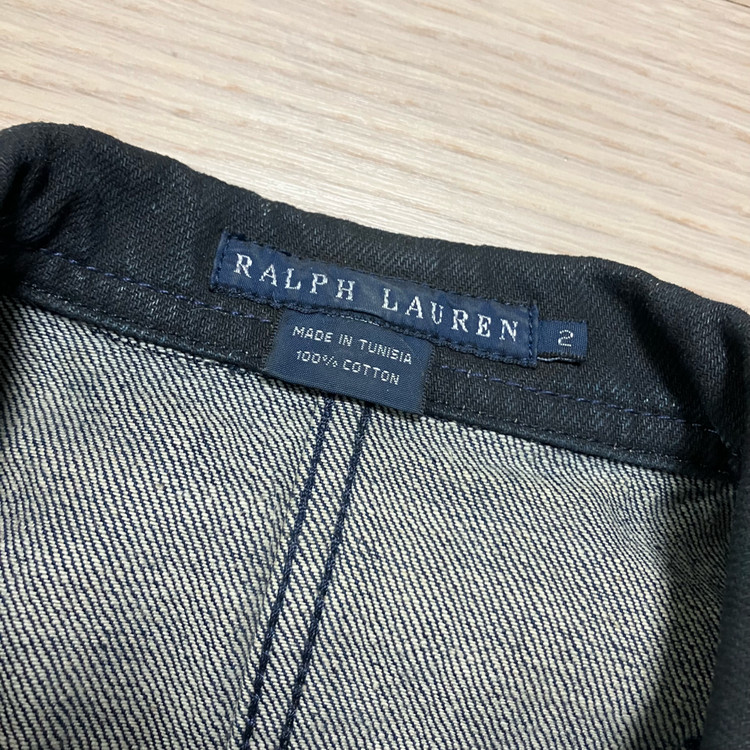 RALPH LAUREN
2
MADE IN TUNISIA
100% COTTON